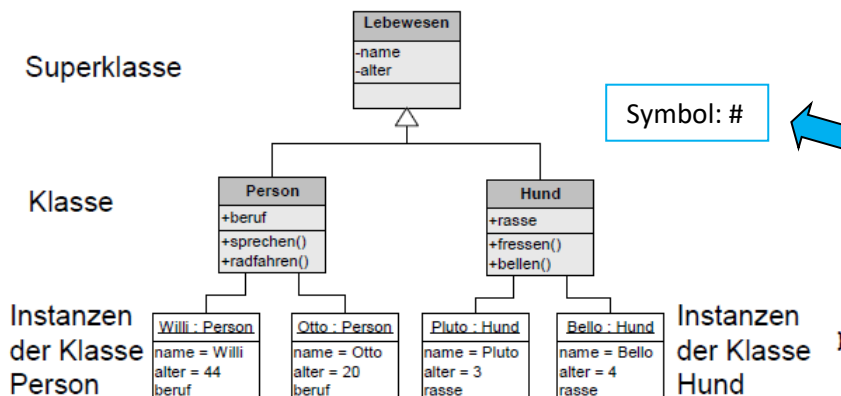 Lebewesen
-name
-alter
Superklasse
Symbol: #
Klasse
Person
+beruf
+sprechen()
+radfahren()
Hund
+rasse
+fressen()
+bellen()
Instanzen
der Klasse
Person
Willi : Person
name = Willi
alter = 44
beruf
Otto : Person
name = Otto
alter = 20
beruf
Pluto : Hund
name = Pluto
alter = 3
rasse
Bello : Hund
name = Bello
alter = 4
rasse
Instanzen
der Klasse
Hund